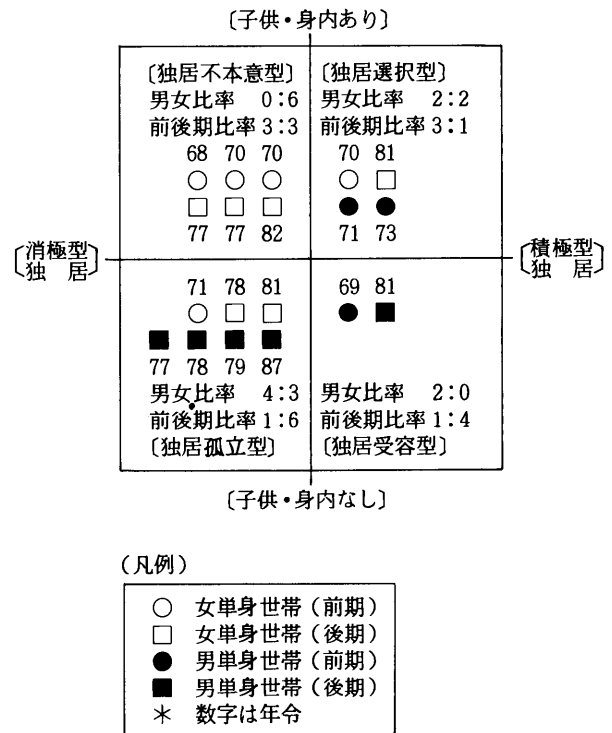 〔子供・身内あり〕
〔独居不本意型〕
男女比率 0:6
前後期比率3:3
68 70 70
○ ○ ○
□ □ □
77 77 82
〔独居選択型〕
男女比率 2:2
前後期比率3:1
70 81
○ □
● ●
71 73
〔消極型独居〕
〔積極型独居〕
71 78 81
○ □ □
■ ■ ■ ■
77 78 79 87
男女比率 4:3
前後期比率1:6
〔独居孤立型〕
69 81
● ■
男女比率 2:0
前後期比率1:4
〔独居受容型〕
〔子供・身内なし〕
(凡例)
○ 女単身世帯(前期)
□ 女単身世帯(後期)
● 男単身世帯(前期)
■ 男単身世帯(後期)
＊ 数字は年令